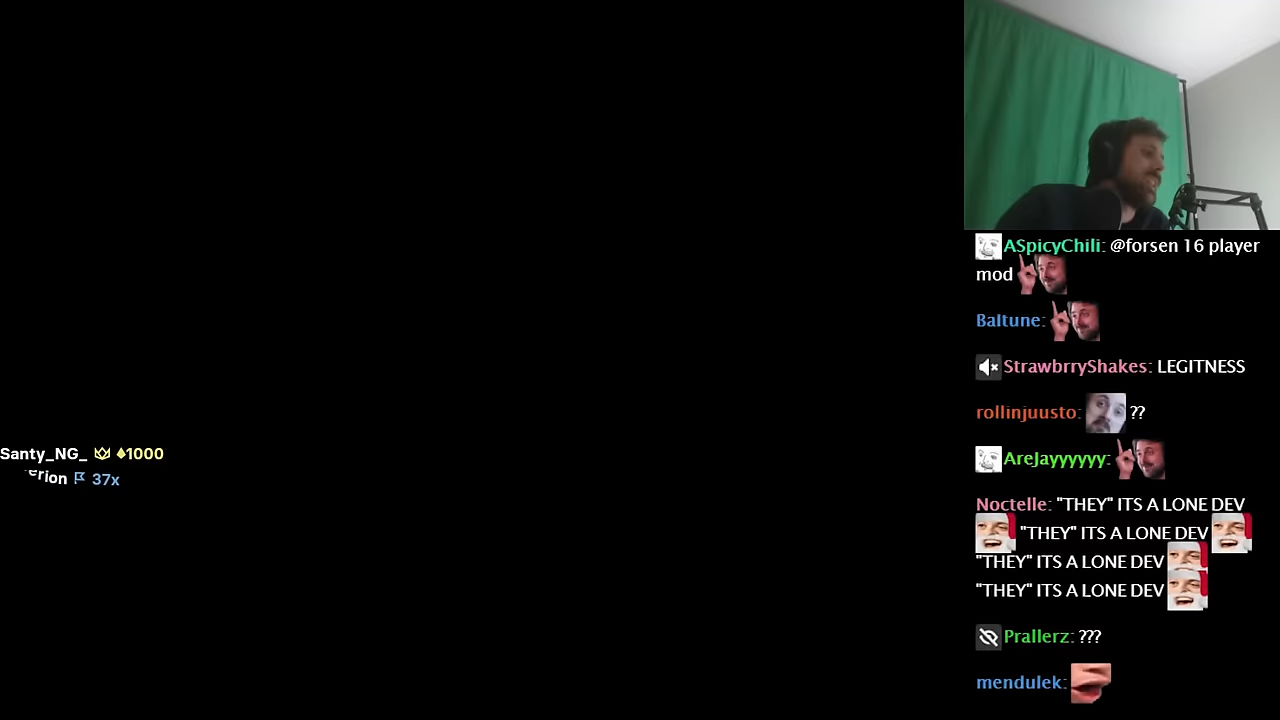 ASpicyChili: @forsen 16 player
mod
Baltune:
StrawbrryShakes: LEGITNESS
rollinjuusto: ??
AreJayyyyyy:
Noctelle: "THEY" ITS A LONE DEV
"THEY" ITS A LONE DEV
"THEY" ITS A LONE DEV
"THEY" ITS A LONE DEV
Prallerz: ???
mendulek:
Santy_NG_ 1000
erion 37x